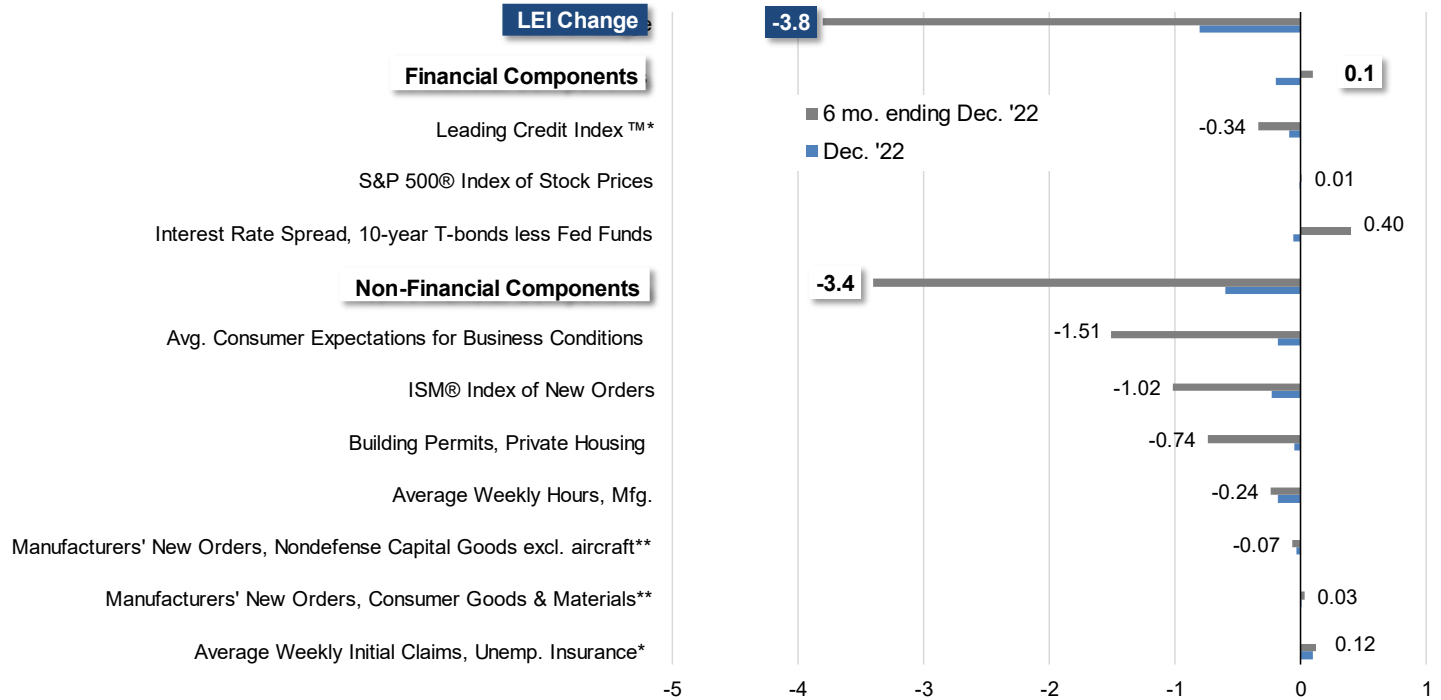 LEI Change -3.8
Financial Components 0.1
6 mo. ending Dec. '22
Leading Credit Index ™* -0.34
Dec. '22
S&P 500® Index of Stock Prices 0.01
Interest Rate Spread, 10-year T-bonds less Fed Funds 0.40
Non-Financial Components -3.4
Avg. Consumer Expectations for Business Conditions -1.51
ISM® Index of New Orders -1.02
Building Permits, Private Housing -0.74
Average Weekly Hours, Mfg. -0.24
Manufacturers' New Orders, Nondefense Capital Goods excl. aircraft** -0.07
Manufacturers' New Orders, Consumer Goods & Materials** 0.03
Average Weekly Initial Claims, Unemp. Insurance* 0.12
-5 -4 -3 -2 -1 0 1